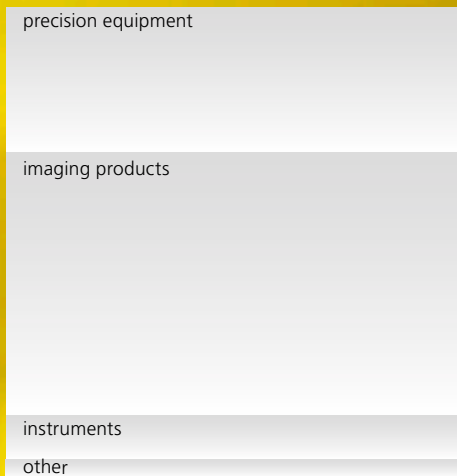 precision equipment
imaging products
instruments
other